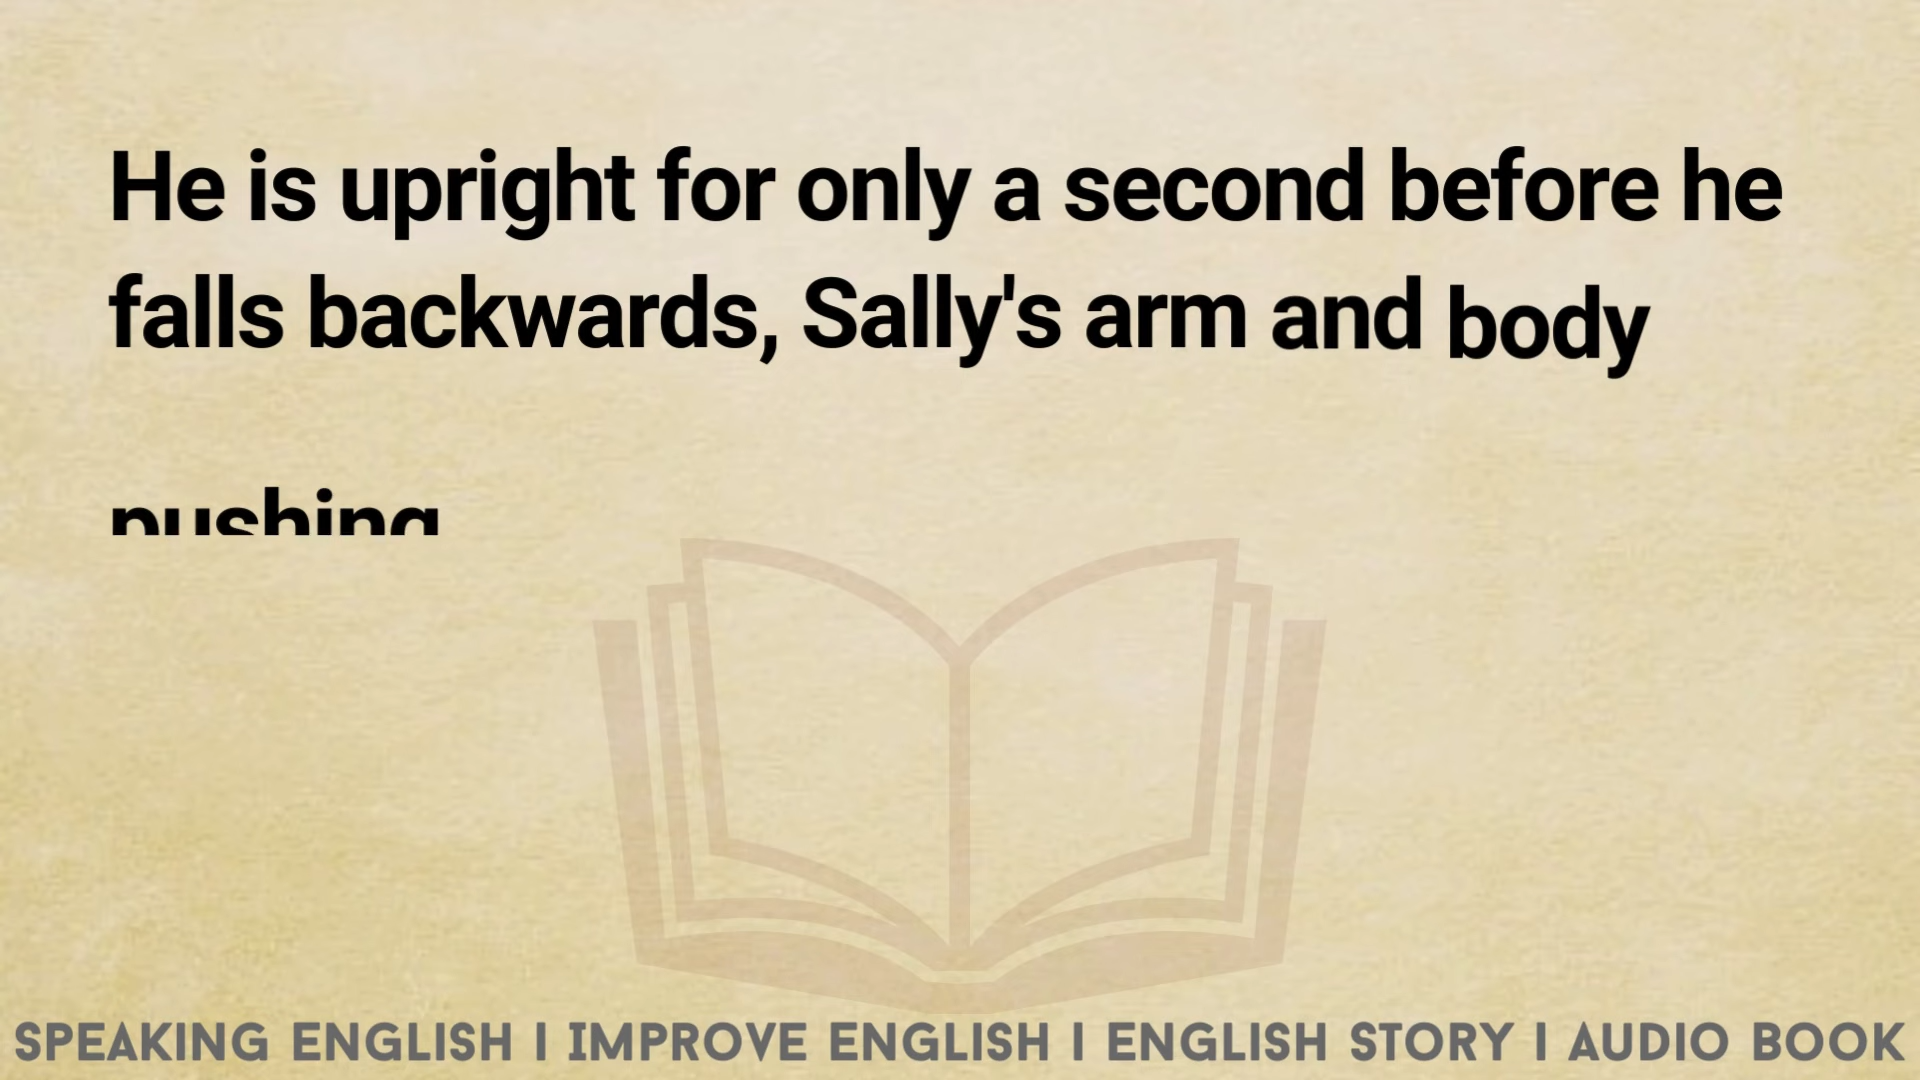 He is upright for only a second before he
falls backwards, Sally's arm and body
pushing
SPEAKING ENGLISH I IMPROVE ENGLISH I ENGLISH STORY I AUDIO BOOK